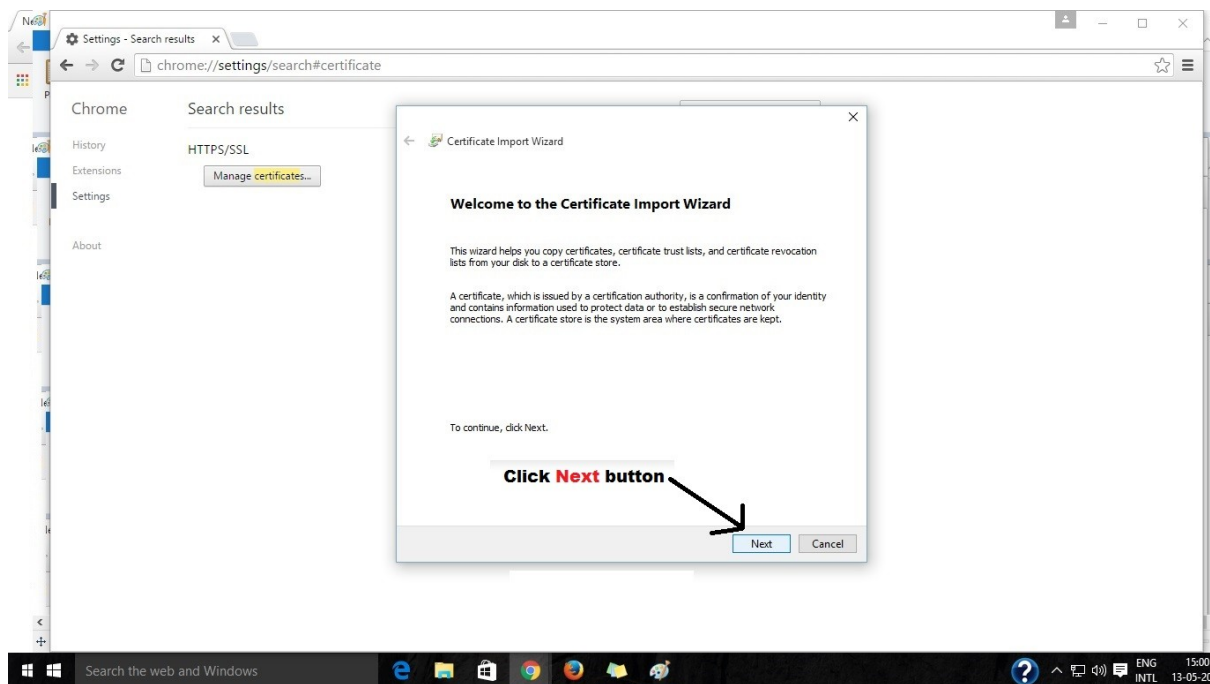 Settings - Search results
chrome://settings/search#certificate
Chrome
Search results
History
Extensions
Settings
About
HTTPS/SSL
Manage certificates...
Certificate Import Wizard
Welcome to the Certificate Import Wizard
This wizard helps you copy certificates, certificate trust lists, and certificate revocation
lists from your disk to a certificate store.
A certificate, which is issued by a certification authority, is a confirmation of your identity
and contains information used to protect data or to establish secure network
connections. A certificate store is the system area where certificates are kept.
To continue, click Next.
Click Next button
Next Cancel
Search the web and Windows
ENG 15:00
INTL 13-05-20